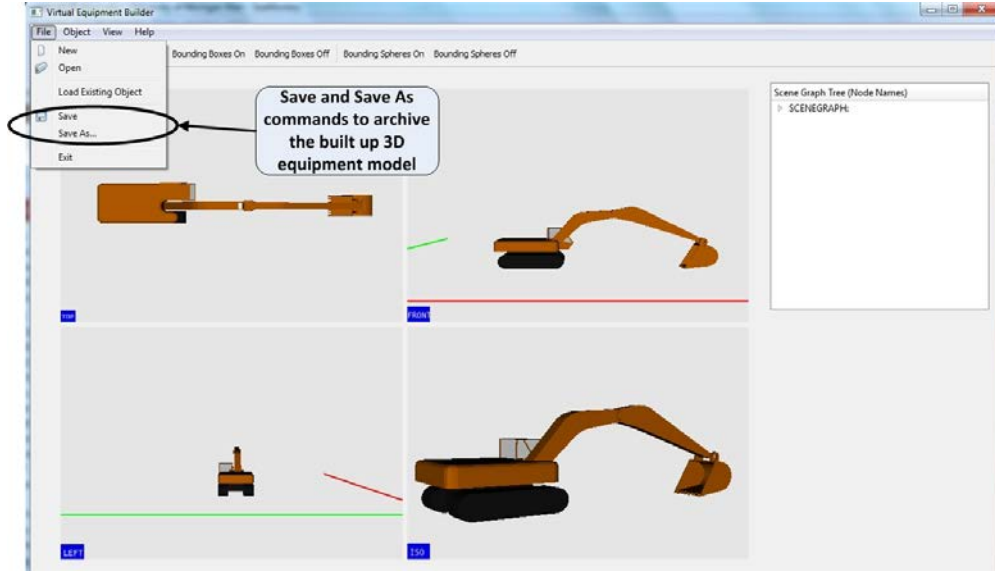 Virtual Equipment Builder
File Object View Help
Bounding Boxes On Bounding Boxes Off Bounding Spheres On Bounding Spheres Off
New
Open
Load Existing Object
Save
Save As...
Exit
Save and Save As
commands to archive
the built up 3D
equipment model
Scene Graph Tree (Node Names)
SCENEGRAPH:
TOP
FRONT
LEFT
ISO